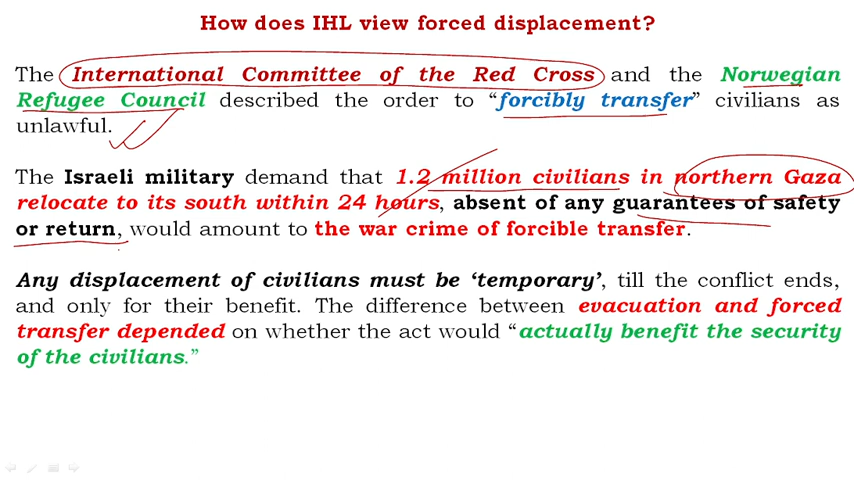 How does IHL view forced displacement?
The International Committee of the Red Cross and the Norwegian
Refugee Council described the order to “forcibly transfer” civilians as
unlawful.
The Israeli military demand that 1.2 million civilians in northern Gaza
relocate to its south within 24 hours, absent of any guarantees of safety
or return, would amount to the war crime of forcible transfer.
Any displacement of civilians must be ‘temporary’, till the conflict ends,
and only for their benefit. The difference between evacuation and forced
transfer depended on whether the act would “actually benefit the security
of the civilians.”